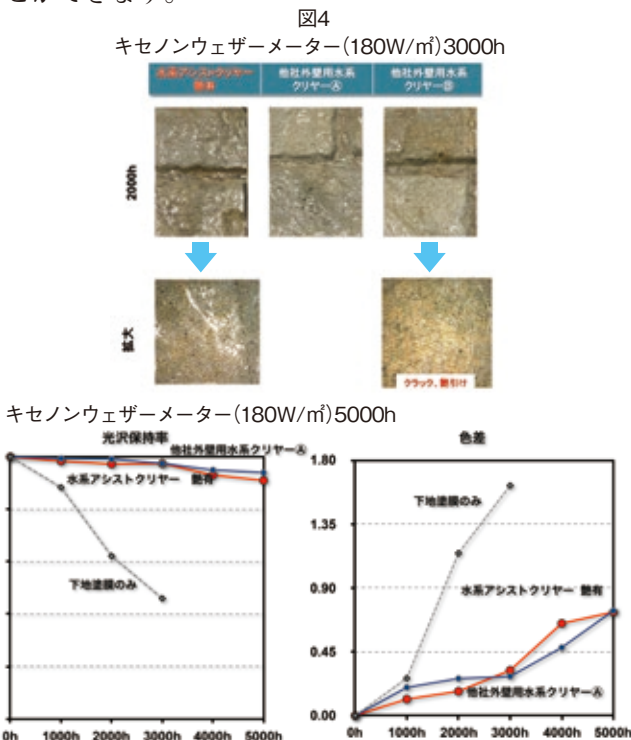 とができます。
図4
キセノンウェザーメーター(180W/㎡)3000h
水系アシストクリヤー
艶有
他社外壁用水系
クリヤーⒶ
他社外壁用水系
クリヤーⒷ
2000h
拡大
クラック、艶引け
キセノンウェザーメーター(180W/㎡)5000h
光沢保持率
他社外壁用水系クリヤーⒶ
水系アシストクリヤー 艶有
下地塗膜のみ
0h 1000h 2000h 3000h 4000h 5000h
色差
1.80
1.35
0.90
0.45
0.00
下地塗膜のみ
水系アシストクリヤー 艶有
他社外壁用水系クリヤーⒶ
0h 1000h 2000h 3000h 4000h 5000h